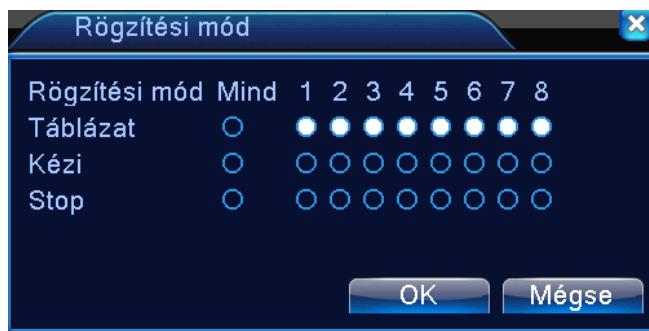 Rögzítési mód
Rögzítési mód Mind 1 2 3 4 5 6 7 8
Táblázat
Kézi
Stop
OK Mégse